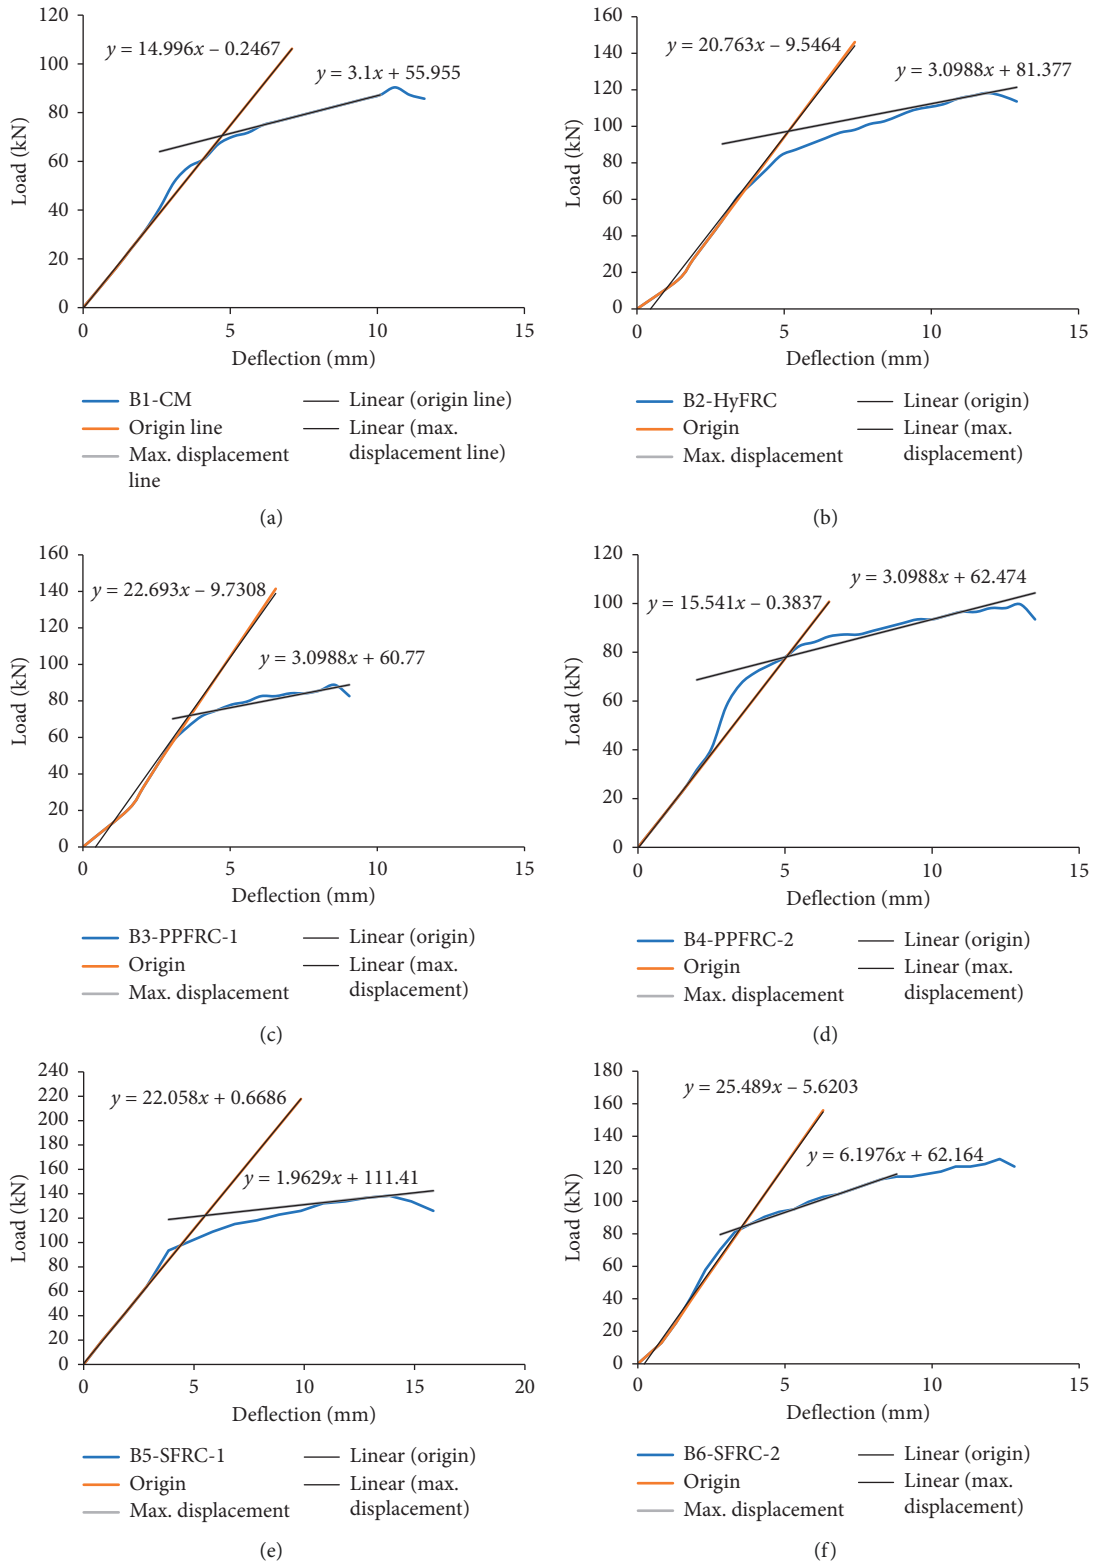 120
100
80
60
40
20
0
Load (kN)
y = 14.996x – 0.2467
y = 3.1x + 55.955
0 5 10 15
Deflection (mm)
B1-CM
Origin line
Max. displacement
line
Linear (origin line)
Linear (max.
displacement line)
(a)
160
140
120
100
80
60
40
20
0
Load (kN)
y = 20.763x – 9.5464
y = 3.0988x + 81.377
0 5 10 15
Deflection (mm)
B2-HyFRC
Origin
Max. displacement
Linear (origin)
Linear (max.
displacement)
(b)
160
140
120
100
80
60
40
20
0
Load (kN)
y = 22.693x – 9.7308
y = 3.0988x + 60.77
0 5 10 15
Deflection (mm)
B3-PPFRC-1
Origin
Max. displacement
Linear (origin)
Linear (max.
displacement)
(c)
120
100
80
60
40
20
0
Load (kN)
y = 3.0988x + 62.474
y = 15.541x – 0.3837
0 5 10 15
Deflection (mm)
B4-PPFRC-2
Origin
Max. displacement
Linear (origin)
Linear (max.
displacement)
(d)
240
220
200
180
160
140
120
100
80
60
40
20
0
Load (kN)
y = 22.058x + 0.6686
y = 1.9629x + 111.41
0 5 10 15 20
Deflection (mm)
B5-SFRC-1
Origin
Max. displacement
Linear (origin)
Linear (max.
displacement)
(e)
180
160
140
120
100
80
60
40
20
0
Load (kN)
y = 25.489x – 5.6203
y = 6.1976x + 62.164
0 5 10 15
Deflection (mm)
B6-SFRC-2
Origin
Max. displacement
Linear (origin)
Linear (max.
displacement)
(f)